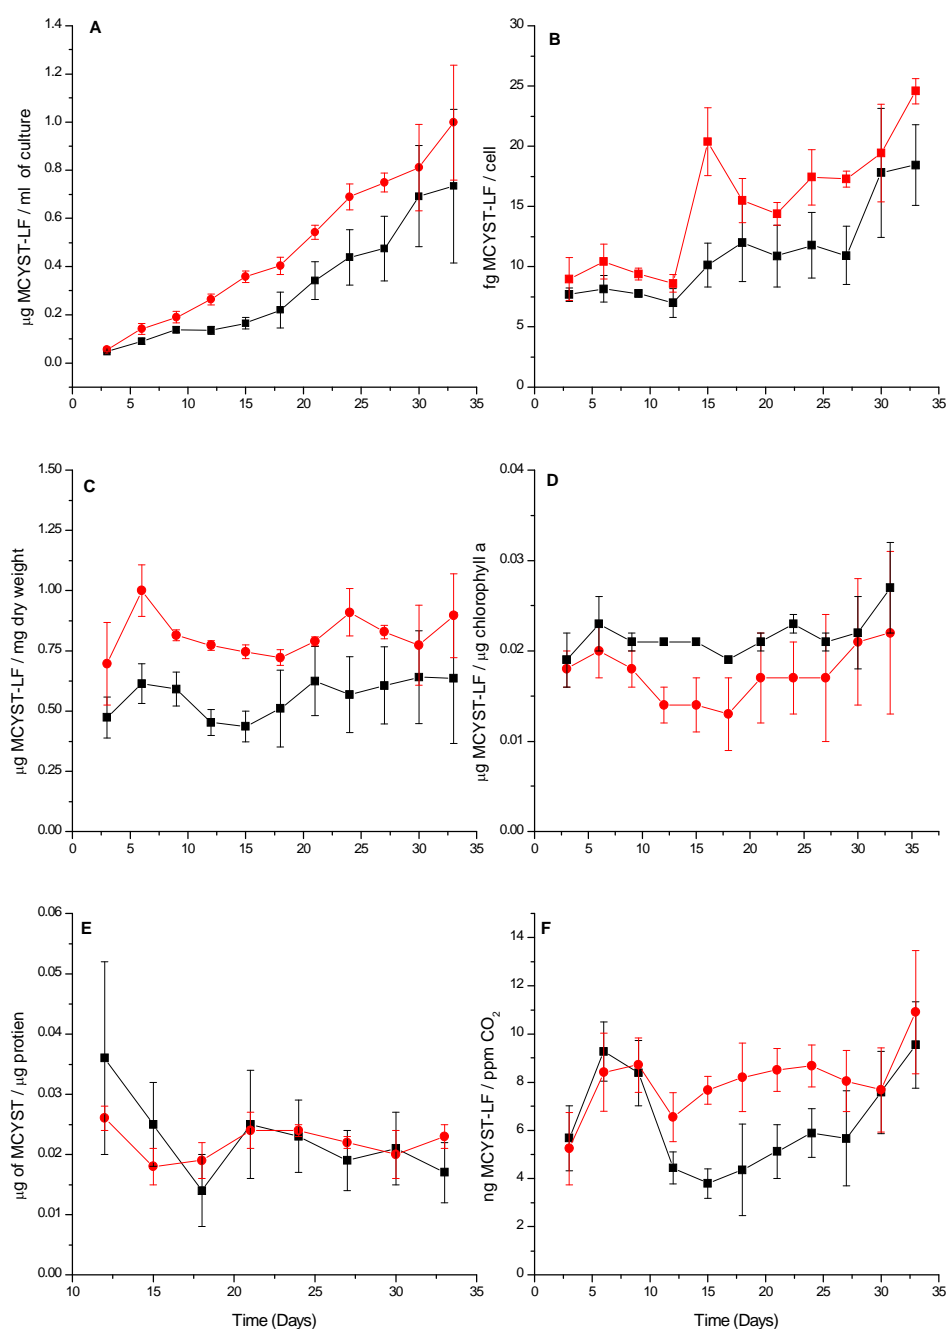 A
µg MCYST-LF / ml of culture
1.4
1.2
1.0
0.8
0.6
0.4
0.2
0.0
0 5 10 15 20 25 30 35
B
fg MCYST-LF / cell
30
25
20
15
10
5
0
0 5 10 15 20 25 30 35
C
µg MCYST-LF / mg dry weight
1.50
1.25
1.00
0.75
0.50
0.25
0.00
0 5 10 15 20 25 30 35
D
µg MCYST-LF / µg chlorophyll a
0.04
0.03
0.02
0.01
0.00
0 5 10 15 20 25 30 35
E
µg of MCYST / µg protien
0.06
0.05
0.04
0.03
0.02
0.01
0.00
10 15 20 25 30 35
Time (Days)
F
ng MCYST-LF / ppm CO₂
14
12
10
8
6
4
2
0
0 5 10 15 20 25 30 35
Time (Days)